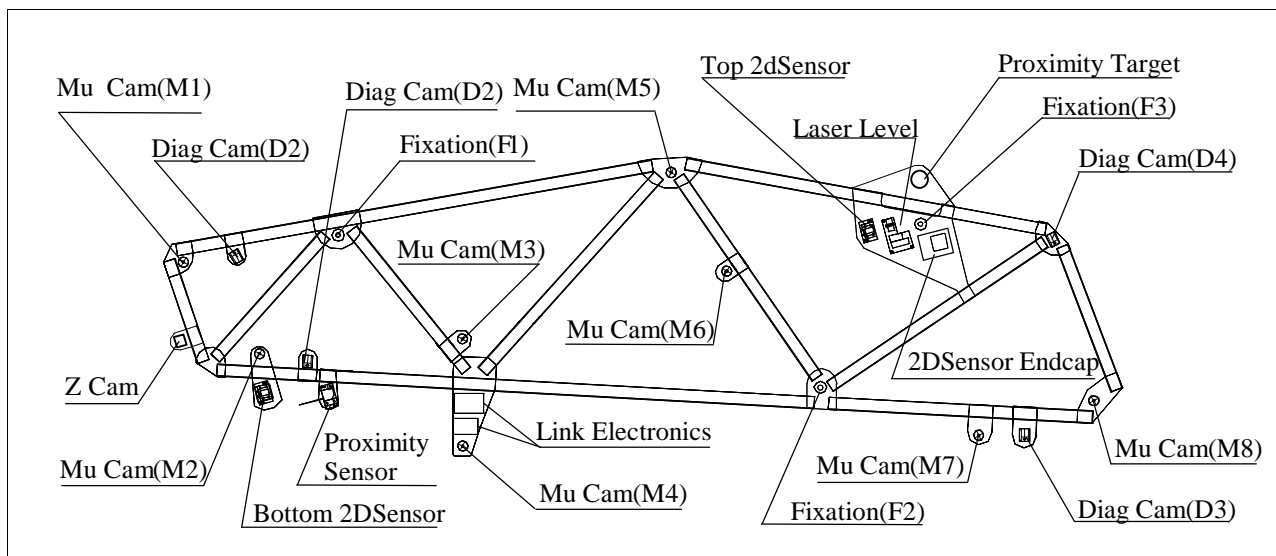 Top 2dSensor
Proximity Target
Mu Cam(M1)
Diag Cam(D2)
Mu Cam(M5)
Fixation(F3)
Laser Level
Diag Cam(D2)
Fixation(F1)
Diag Cam(D4)
Mu Cam(M3)
Mu Cam(M6)
2DSensor Endcap
Z Cam
Link Electronics
Proximity
Sensor
Mu Cam(M2)
Mu Cam(M7)
Mu Cam(M8)
Mu Cam(M4)
Bottom 2DSensor
Fixation(F2)
Diag Cam(D3)